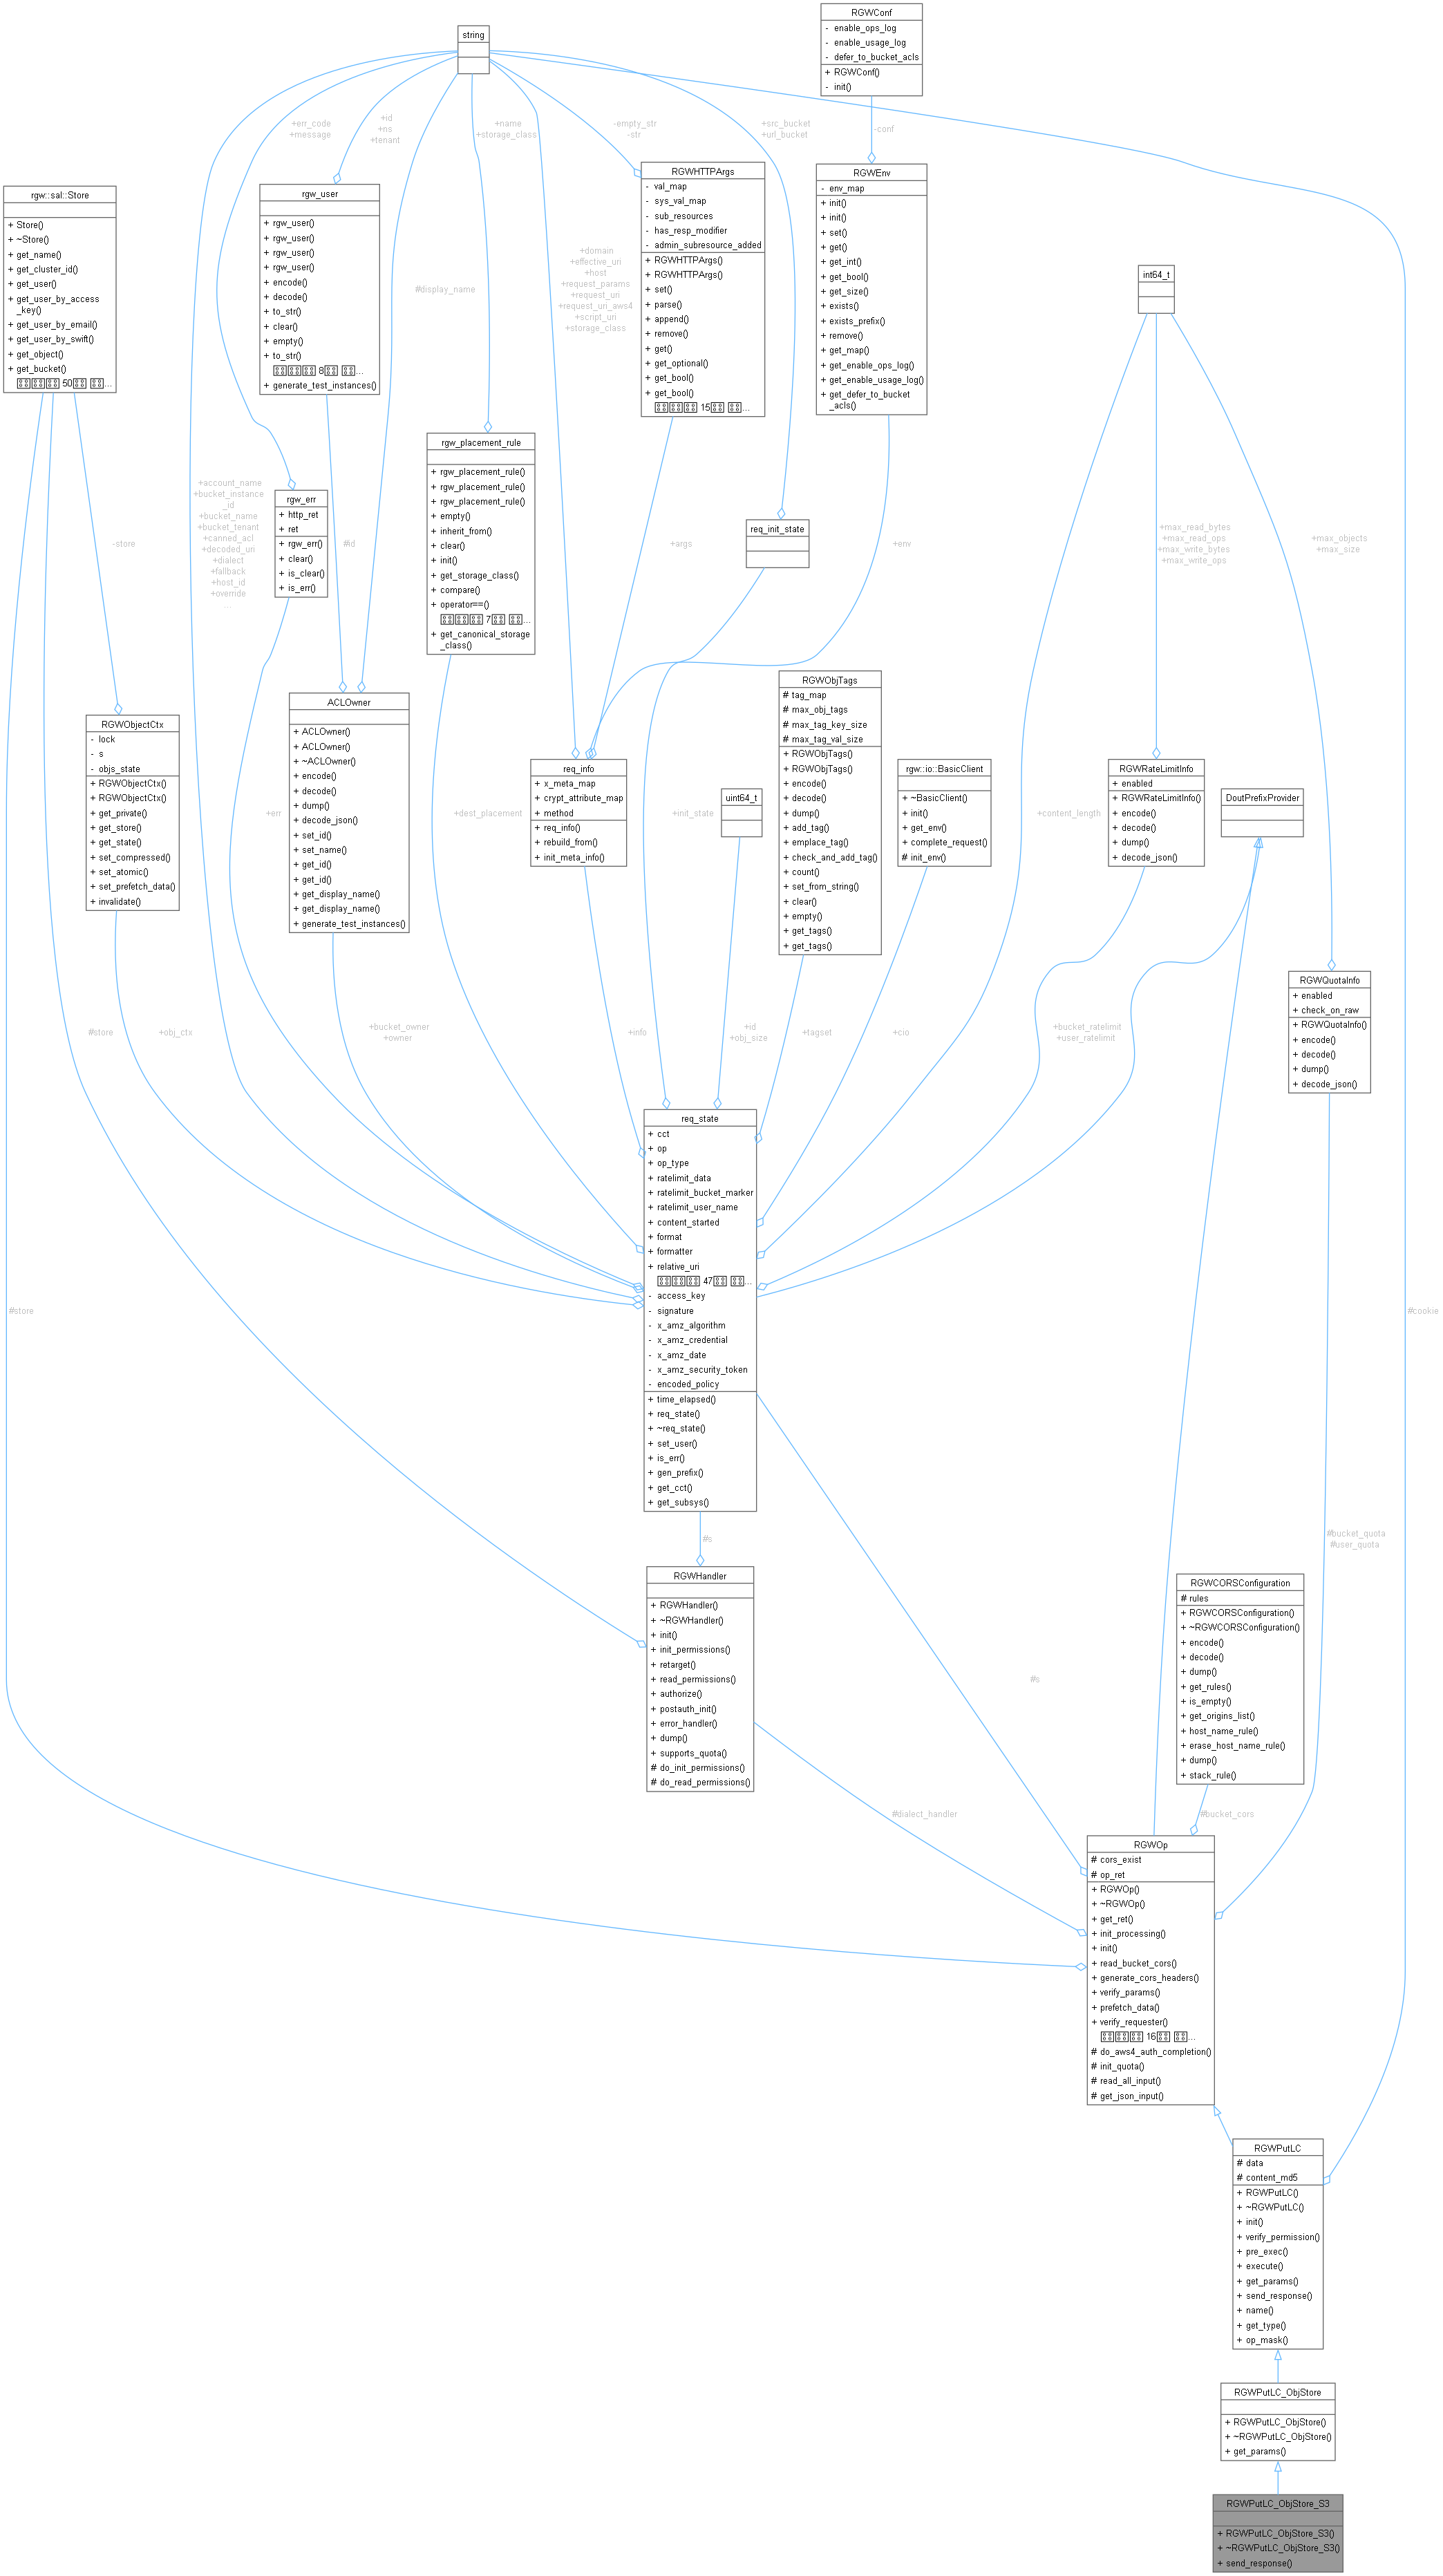 RGWConf
- enable_ops_log
- enable_usage_log
- defer_to_bucket_acls
+ RGWConf()
- init()
string
-conf
+err_code
+message
+id
+ns
+tenant
+name
+storage_class
-empty_str
-str
+src_bucket
+url_bucket
rgw::sal::Store
+ Store()
+ ~Store()
+ get_name()
+ get_cluster_id()
+ get_user()
+ get_user_by_access
_key()
+ get_user_by_email()
+ get_user_by_swift()
+ get_object()
+ get_bucket()
50 ...
rgw_user
+ rgw_user()
+ rgw_user()
+ rgw_user()
+ rgw_user()
+ encode()
+ decode()
+ to_str()
+ clear()
+ empty()
+ to_str()
8 ...
+ generate_test_instances()
#display_name
+domain
+effective_uri
+host
+request_params
+request_uri
+request_uri_aws4
+script_uri
+storage_class
RGWHTTPArgs
- val_map
- sys_val_map
- sub_resources
- has_resp_modifier
- admin_subresource_added
+ RGWHTTPArgs()
+ RGWHTTPArgs()
+ set()
+ parse()
+ append()
+ remove()
+ get()
+ get_optional()
+ get_bool()
+ get_bool()
15 ...
RGWEnv
- env_map
+ init()
+ init()
+ set()
+ get()
+ get_int()
+ get_bool()
+ get_size()
+ exists()
+ exists_prefix()
+ remove()
+ get_map()
+ get_enable_ops_log()
+ get_enable_usage_log()
+ get_defer_to_bucket
_acls()
int64_t
+account_name
+bucket_instance
_id
+bucket_name
+bucket_tenant
+canned_acl
+decoded_uri
+dialect
+fallback
+host_id
+override
...
-store
rgw_err
+ http_ret
+ ret
+ rgw_err()
+ clear()
+ is_clear()
+ is_err()
#id
rgw_placement_rule
+ rgw_placement_rule()
+ rgw_placement_rule()
+ rgw_placement_rule()
+ empty()
+ inherit_from()
+ clear()
+ init()
+ get_storage_class()
+ compare()
+ operator==()
7 ...
+ get_canonical_storage
_class()
+args
req_init_state
+env
+max_read_bytes
+max_read_ops
+max_write_bytes
+max_write_ops
+max_objects
+max_size
RGWObjectCtx
- lock
- s
- objs_state
+ RGWObjectCtx()
+ RGWObjectCtx()
+ get_private()
+ get_store()
+ get_state()
+ set_compressed()
+ set_atomic()
+ set_prefetch_data()
+ invalidate()
+err
ACLOwner
+ ACLOwner()
+ ACLOwner()
+ ~ACLOwner()
+ encode()
+ decode()
+ dump()
+ decode_json()
+ set_id()
+ set_name()
+ get_id()
+ get_id()
+ get_display_name()
+ get_display_name()
+ generate_test_instances()
+dest_placement
req_info
+ x_meta_map
+ crypt_attribute_map
+ method
+ req_info()
+ rebuild_from()
+ init_meta_info()
+init_state
uint64_t
RGWObjTags
# tag_map
# max_obj_tags
# max_tag_key_size
# max_tag_val_size
+ RGWObjTags()
+ RGWObjTags()
+ encode()
+ decode()
+ dump()
+ add_tag()
+ emplace_tag()
+ check_and_add_tag()
+ count()
+ set_from_string()
+ clear()
+ empty()
+ get_tags()
+ get_tags()
rgw::io::BasicClient
+ ~BasicClient()
+ init()
+ get_env()
+ complete_request()
# init_env()
+content_length
RGWRateLimitInfo
+ enabled
+ RGWRateLimitInfo()
+ encode()
+ decode()
+ dump()
+ decode_json()
DoutPrefixProvider
RGWQuotaInfo
+ enabled
+ check_on_raw
+ RGWQuotaInfo()
+ encode()
+ decode()
+ dump()
+ decode_json()
#store
+obj_ctx
+bucket_owner
+owner
+info
+id
+obj_size
+tagset
+cio
+bucket_ratelimit
+user_ratelimit
req_state
+ cct
+ op
+ op_type
+ ratelimit_data
+ ratelimit_bucket_marker
+ ratelimit_user_name
+ content_started
+ format
+ formatter
+ relative_uri
47 ...
- access_key
- signature
- x_amz_algorithm
- x_amz_credential
- x_amz_date
- x_amz_security_token
- encoded_policy
+ time_elapsed()
+ req_state()
+ ~req_state()
+ set_user()
+ is_err()
+ gen_prefix()
+ get_cct()
+ get_subsys()
#store
#cookie
#s
#bucket_quota
#user_quota
RGWHandler
+ RGWHandler()
+ ~RGWHandler()
+ init()
+ init_permissions()
+ retarget()
+ read_permissions()
+ authorize()
+ postauth_init()
+ error_handler()
+ dump()
+ supports_quota()
# do_init_permissions()
# do_read_permissions()
#s
RGWCORSConfiguration
# rules
+ RGWCORSConfiguration()
+ ~RGWCORSConfiguration()
+ encode()
+ decode()
+ dump()
+ get_rules()
+ is_empty()
+ get_origins_list()
+ host_name_rule()
+ erase_host_name_rule()
+ dump()
+ stack_rule()
#dialect_handler
#bucket_cors
RGWOp
# cors_exist
# op_ret
+ RGWOp()
+ ~RGWOp()
+ get_ret()
+ init_processing()
+ init()
+ read_bucket_cors()
+ generate_cors_headers()
+ verify_params()
+ prefetch_data()
+ verify_requester()
16 ...
# do_aws4_auth_completion()
# init_quota()
# read_all_input()
# get_json_input()
RGWPutLC
# data
# content_md5
+ RGWPutLC()
+ ~RGWPutLC()
+ init()
+ verify_permission()
+ pre_exec()
+ execute()
+ get_params()
+ send_response()
+ name()
+ get_type()
+ op_mask()
RGWPutLC_ObjStore
+ RGWPutLC_ObjStore()
+ ~RGWPutLC_ObjStore()
+ get_params()
RGWPutLC_ObjStore_S3
+ RGWPutLC_ObjStore_S3()
+ ~RGWPutLC_ObjStore_S3()
+ send_response()